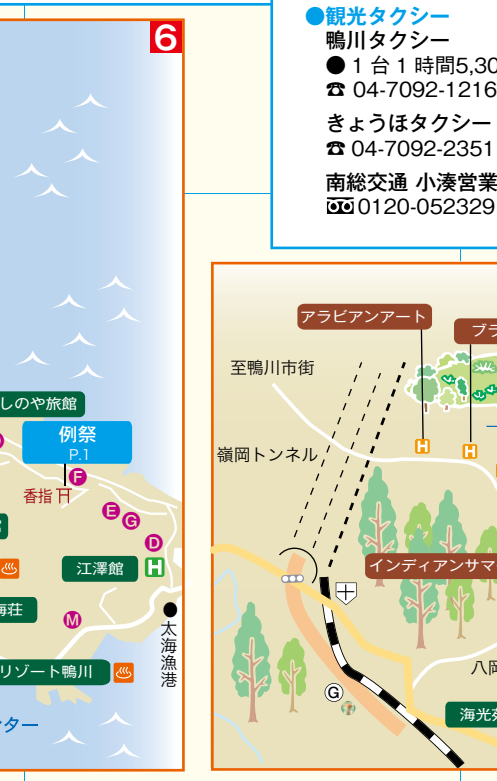 6
●観光タクシー
鴨川タクシー
●1台1時間5,30
☎ 04-7092-1216
きょうほタクシー
☎ 04-7092-2351
南総交通 小湊営業
0120-052329
しのや旅館
例祭
P.1
F
香指
E
G
D
江澤館
H
海荘
M
●太海漁港
リゾート鴨川
ター
アラビアンアート
ブラ
至鴨川市街
H
H
嶺岡トンネル
インディアンサマ
G
八岡
海光苑